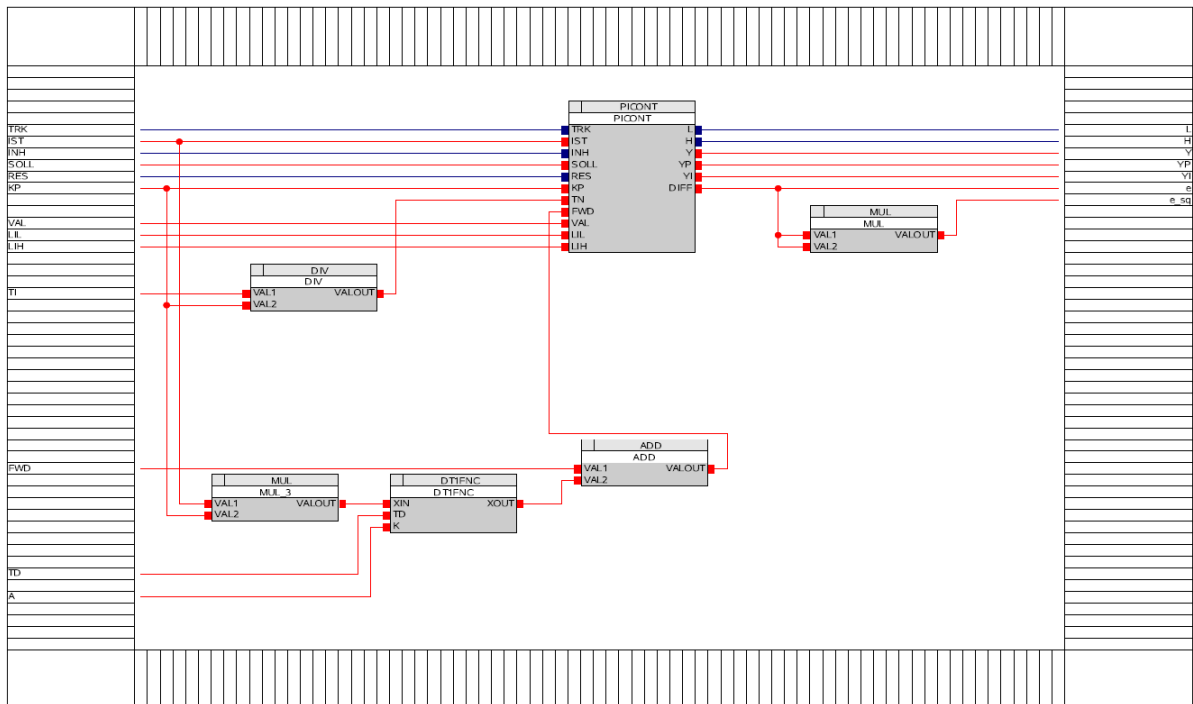 PICONT
PICONT
TRK
IST
INH
SOLL
RES
KP
VAL
LIL
LIH
TI
FWD
TD
A
TRK
IST
INH
SOLL
RES
KP
TN
FWD
VAL
LIL
LIH
L
H
Y
YP
YI
DIFF
L
H
Y
YP
YI
e
e_sq
MUL
MUL
VAL1 VALOUT
VAL2
DIV
DIV
VAL1 VALOUT
VAL2
ADD
ADD
VAL1 VALOUT
VAL2
MUL
MUL_3
VAL1 VALOUT
VAL2
DT1FNC
DT1FNC
XIN XOUT
TD
K